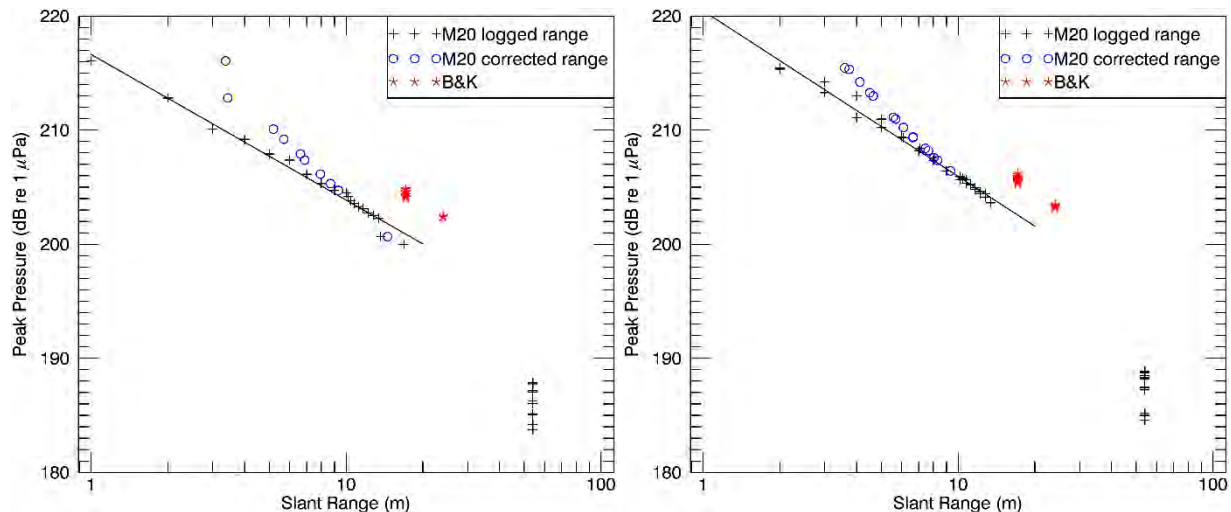 220
210
200
190
180
Peak Pressure (dB re 1 μPa)
M20 logged range
M20 corrected range
B&K
1
10
100
Slant Range (m)
220
210
200
190
180
Peak Pressure (dB re 1 μPa)
M20 logged range
M20 corrected range
B&K
1
10
100
Slant Range (m)